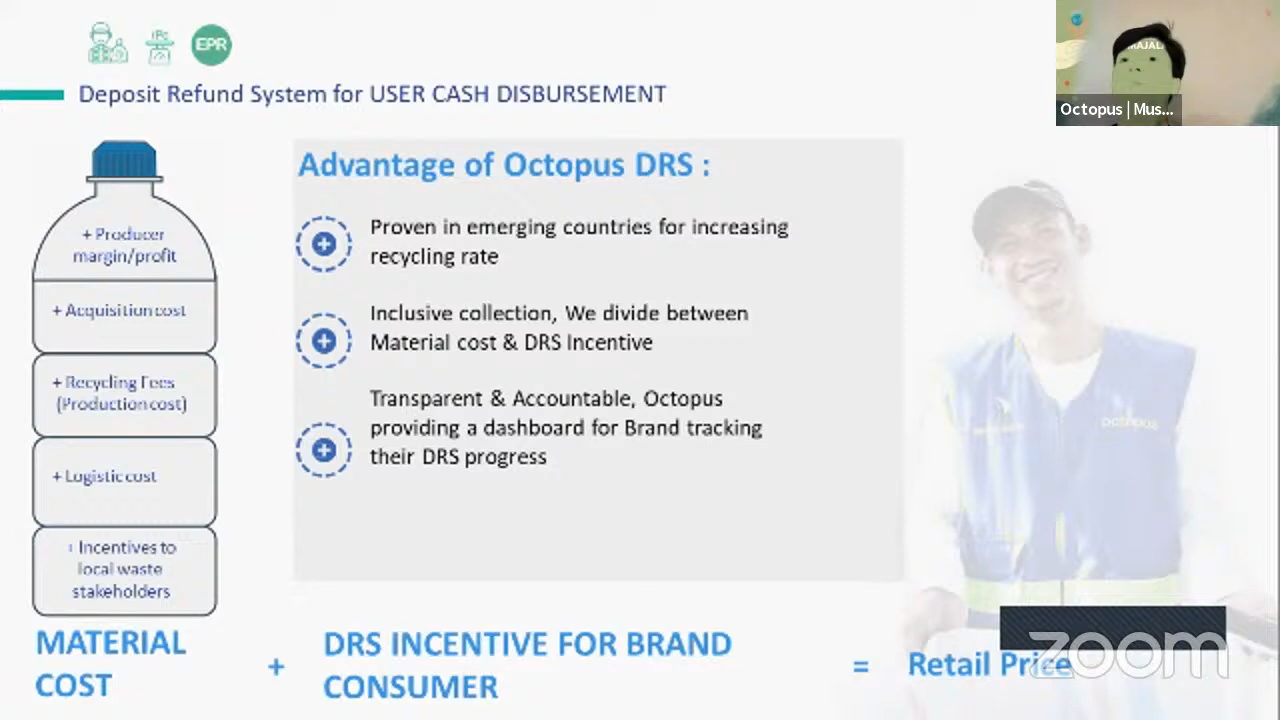 EPR
Deposit Refund System for USER CASH DISBURSEMENT
Octopus | Mus...
+ Producer
margin/profit
+ Acquisition cost
+ Recycling Fees
(Production cost)
+ Logistic cost
+ Incentives to
local waste
stakeholders
Advantage of Octopus DRS :
Proven in emerging countries for increasing
recycling rate
Inclusive collection, We divide between
Material cost & DRS Incentive
Transparent & Accountable, Octopus
providing a dashboard for Brand tracking
their DRS progress
octopus
MATERIAL
COST
+
DRS INCENTIVE FOR BRAND
CONSUMER
=
Retail Price
zoom